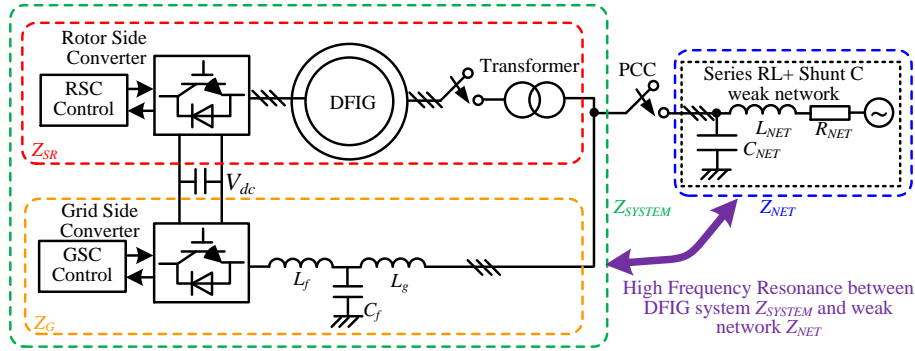 Rotor Side
Converter
RSC
Control
DFIG
Transformer
Z_SR
V_dc
Grid Side
Converter
GSC
Control
L_f
L_g
C_f
Z_G
Z_SYSTEM
PCC
Series RL+ Shunt C
weak network
L_NET
R_NET
C_NET
Z_NET
High Frequency Resonance between
DFIG system Z_SYSTEM and weak
network Z_NET